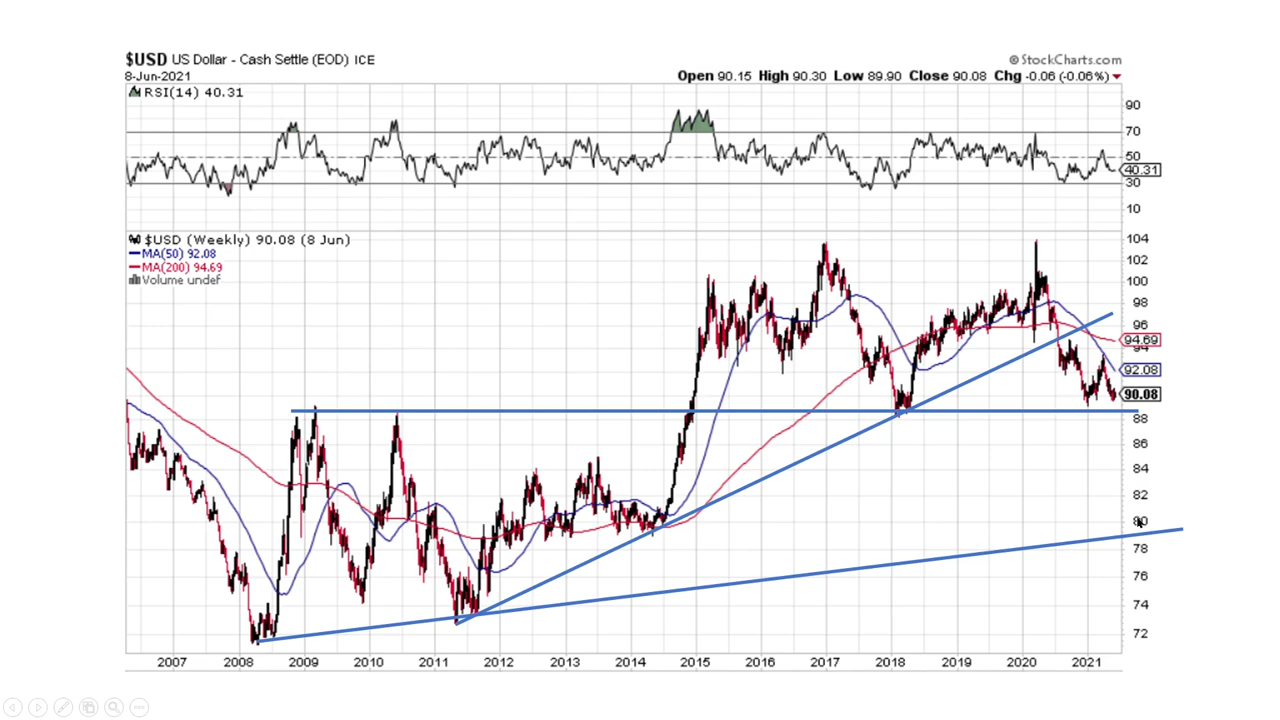 $USD US Dollar - Cash Settle (EOD) ICE
© StockCharts.com
8-Jun-2021
Open 90.15 High 90.30 Low 89.90 Close 90.08 Chg -0.06 (-0.06%)
RSI(14) 40.31
90
70
50
40.31
30
10
$USD (Weekly) 90.08 (8 Jun)
MA(50) 92.08
MA(200) 94.69
Volume undef
104
102
100
98
96
94.69
94
92.08
90.08
88
86
84
82
80
78
76
74
72
2007 2008 2009 2010 2011 2012 2013 2014 2015 2016 2017 2018 2019 2020 2021